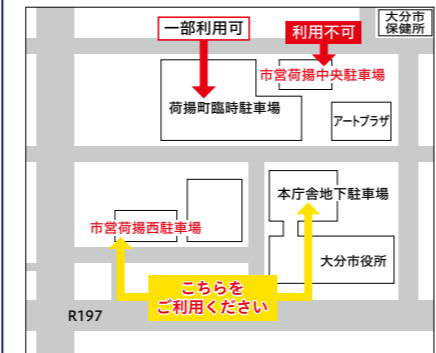 大分市
保健所
一部利用可
利用不可
市営荷揚中央駐車場
荷揚町臨時駐車場
アートプラザ
本庁舎地下駐車場
市営荷揚西駐車場
大分市役所
こちらを
ご利用ください
R197